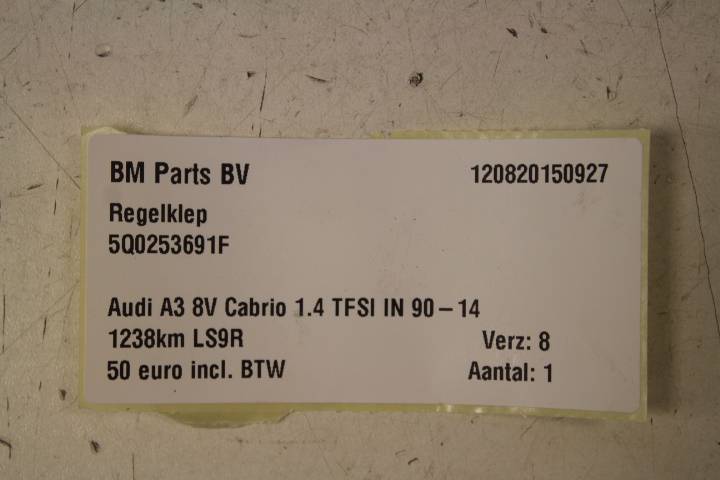 BM Parts BV 120820150927
Regelklep
5Q0253691F
Audi A3 8V Cabrio 1.4 TFSI IN 90-14
1238km LS9R Verz: 8
50 euro incl. BTW Aantal: 1